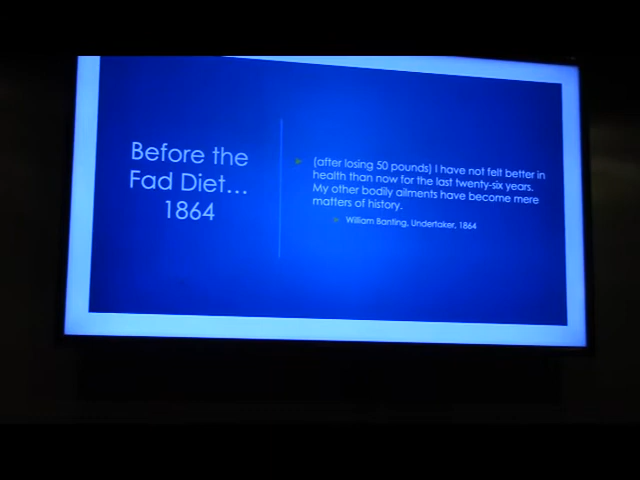 Before the
Fad Diet...
1864
(after losing 50 pounds) I have not felt better in
health than now for the last twenty-six years.
My other bodily ailments have become mere
matters of history.
William Banting, Undertaker, 1864